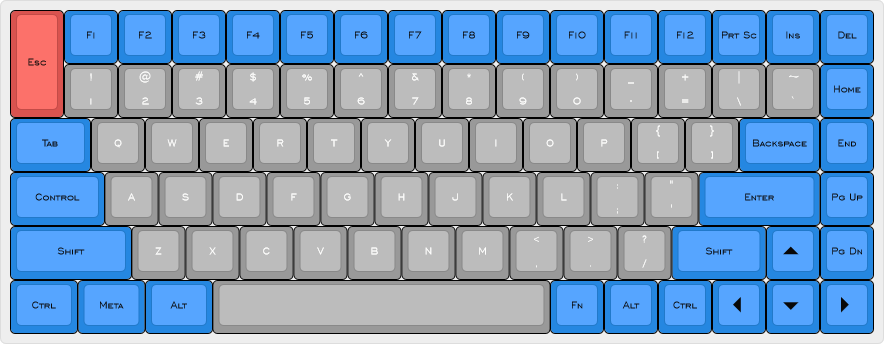 Esc F1 F2 F3 F4 F5 F6 F7 F8 F9 F10 F11 F12 Prt Sc Ins Del
! @ # $ % ^ & * ( ) _ + | ~
1 2 3 4 5 6 7 8 9 0 - = \ ` Home
Tab Q W E R T Y U I O P { } Backspace End
[ ]
Control A S D F G H J K L : " Enter Pg Up
; '
Shift Z X C V B N M < > ? Shift Pg Dn
, . /
Ctrl Meta Alt Fn Alt Ctrl